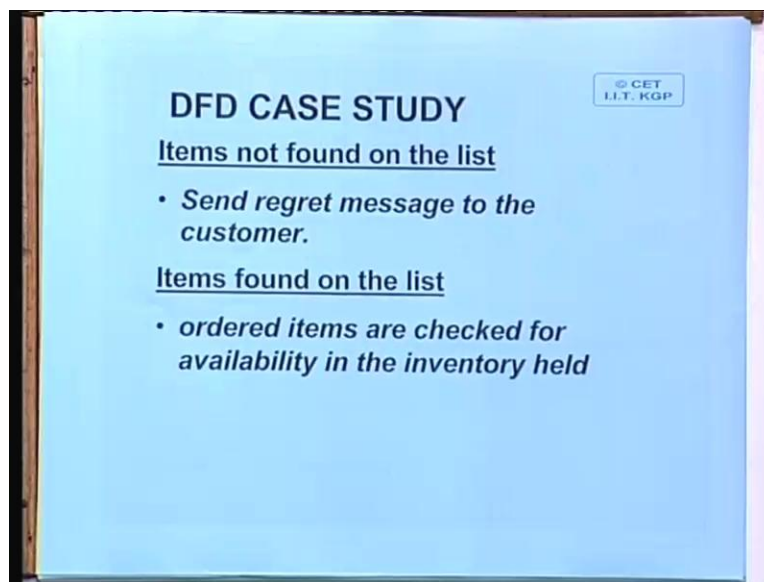 © CET
I.I.T. KGP
DFD CASE STUDY
Items not found on the list
• Send regret message to the
customer.
Items found on the list
• ordered items are checked for
availability in the inventory held